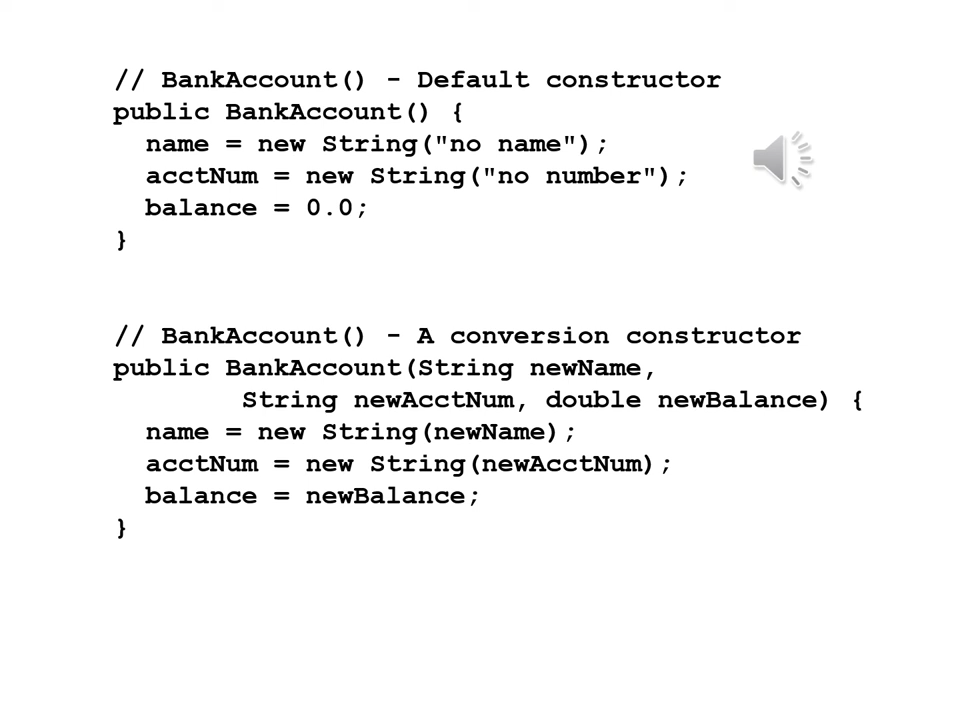 // BankAccount() - Default constructor
public BankAccount() {
  name = new String("no name");
  acctNum = new String("no number");
  balance = 0.0;
}
// BankAccount() - A conversion constructor
public BankAccount(String newName,
        String newAcctNum, double newBalance) {
  name = new String(newName);
  acctNum = new String(newAcctNum);
  balance = newBalance;
}